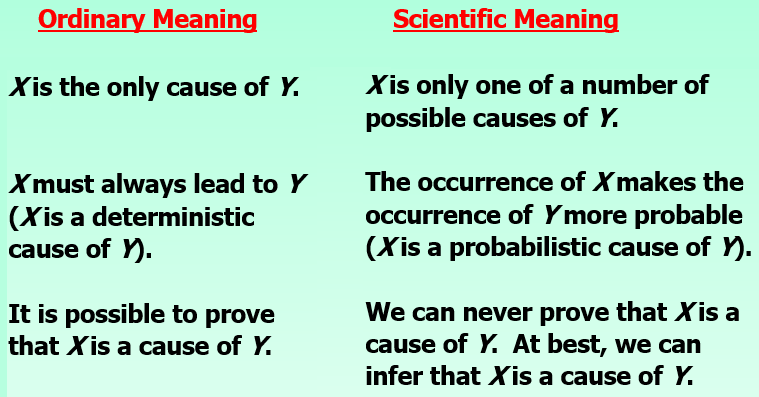 Ordinary Meaning
Scientific Meaning
X is the only cause of Y.
X is only one of a number of
possible causes of Y.
X must always lead to Y
(X is a deterministic
cause of Y).
The occurrence of X makes the
occurrence of Y more probable
(X is a probabilistic cause of Y).
It is possible to prove
that X is a cause of Y.
We can never prove that X is a
cause of Y.  At best, we can
infer that X is a cause of Y.